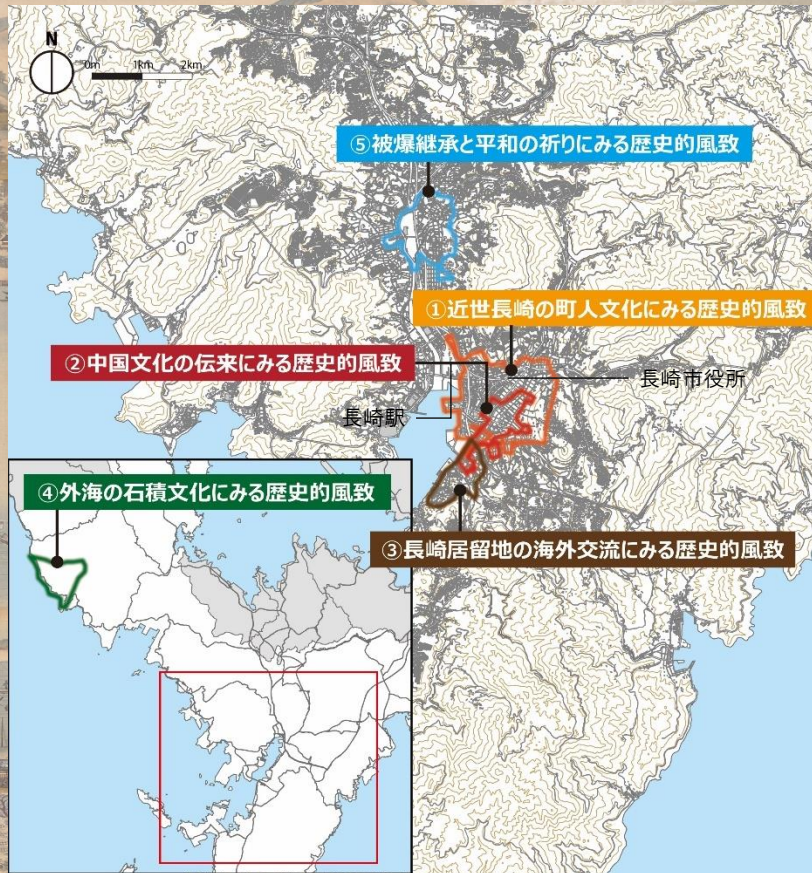 N
0m 1km 2km
⑤被爆継承と平和の祈りにみる歴史的風致
①近世長崎の町人文化にみる歴史的風致
②中国文化の伝来にみる歴史的風致
長崎市役所
長崎駅
④外海の石積文化にみる歴史的風致
③長崎居留地の海外交流にみる歴史的風致